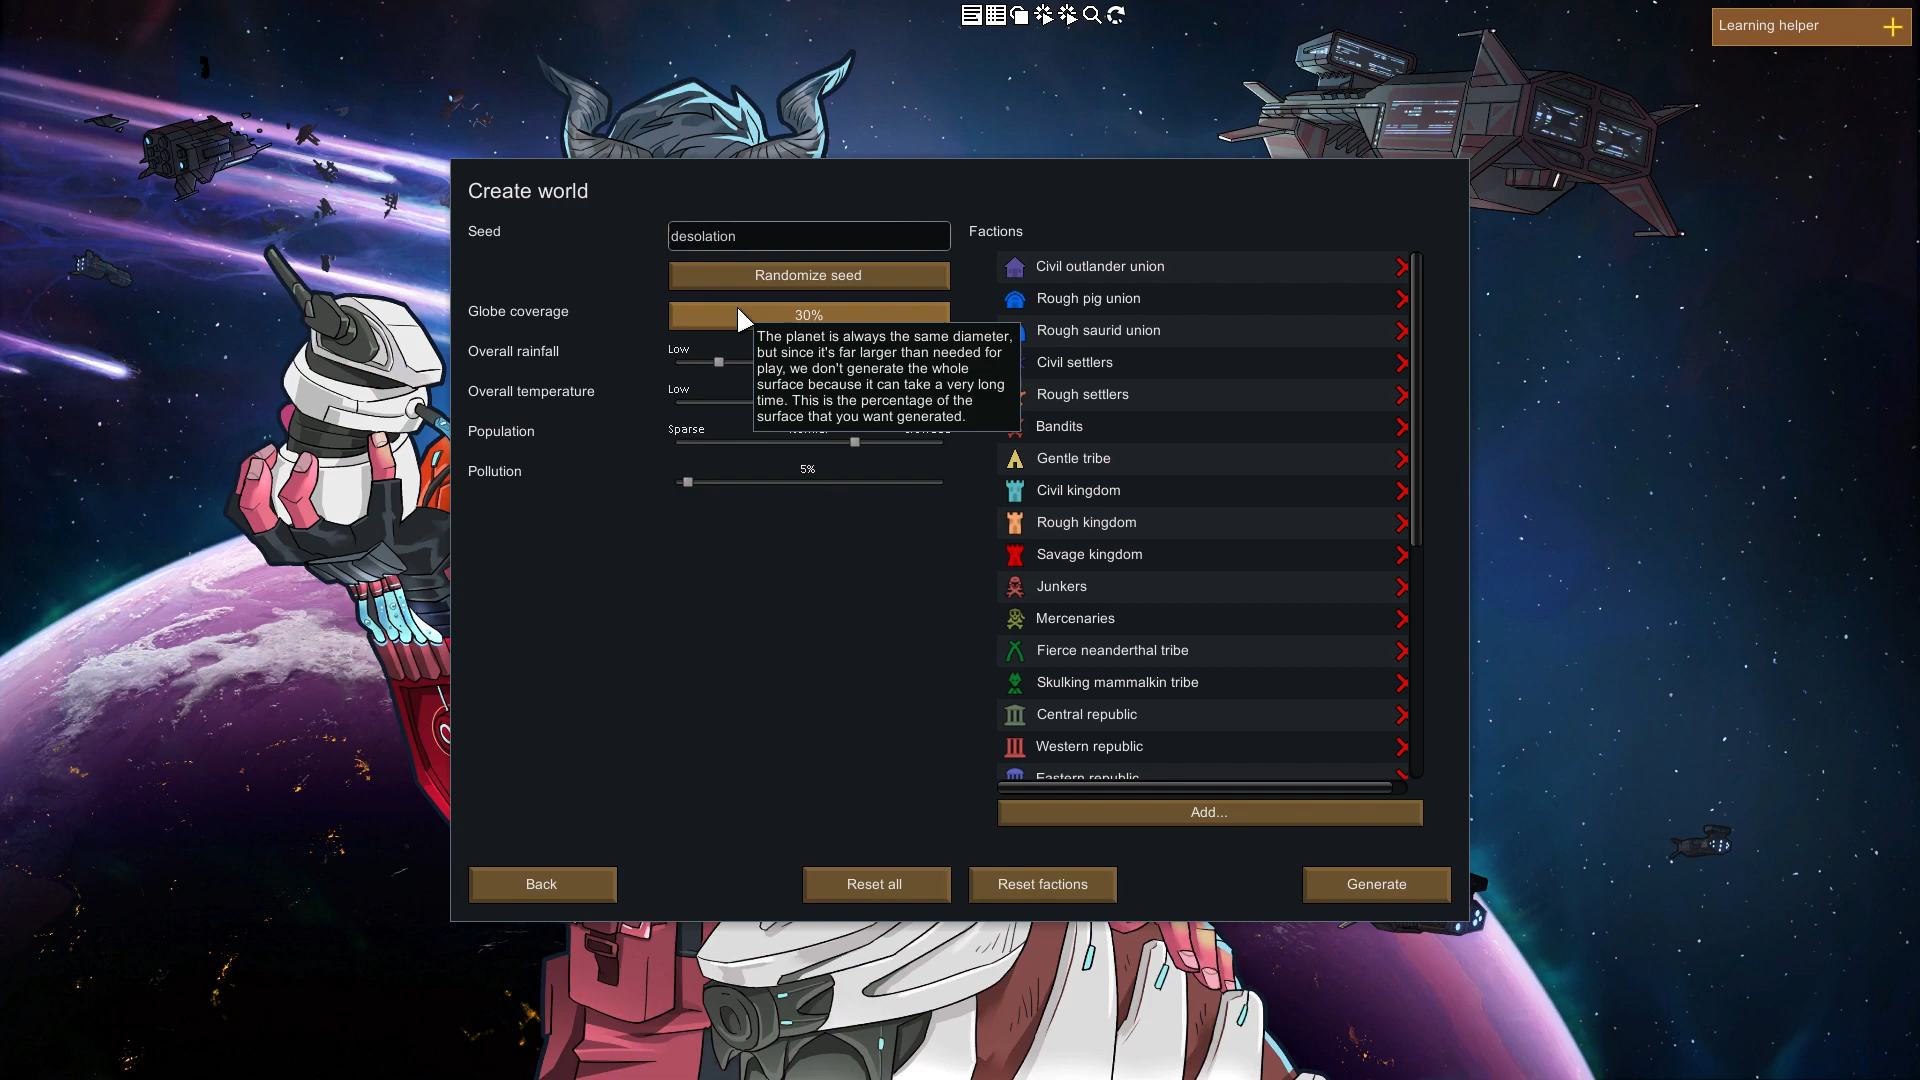 Learning helper
Create world
Seed
desolation
Randomize seed
Globe coverage
30%
The planet is always the same diameter,
but since it's far larger than needed for
play, we don't generate the whole
surface because it can take a very long
time. This is the percentage of the
surface that you want generated.
Overall rainfall
Low
Overall temperature
Low
Population
Sparse
Pollution
5%
Factions
Civil outlander union
Rough pig union
Rough saurid union
Civil settlers
Rough settlers
Bandits
Gentle tribe
Civil kingdom
Rough kingdom
Savage kingdom
Junkers
Mercenaries
Fierce neanderthal tribe
Skulking mammalkin tribe
Central republic
Western republic
Eastern republic
Add...
Back
Reset all
Reset factions
Generate